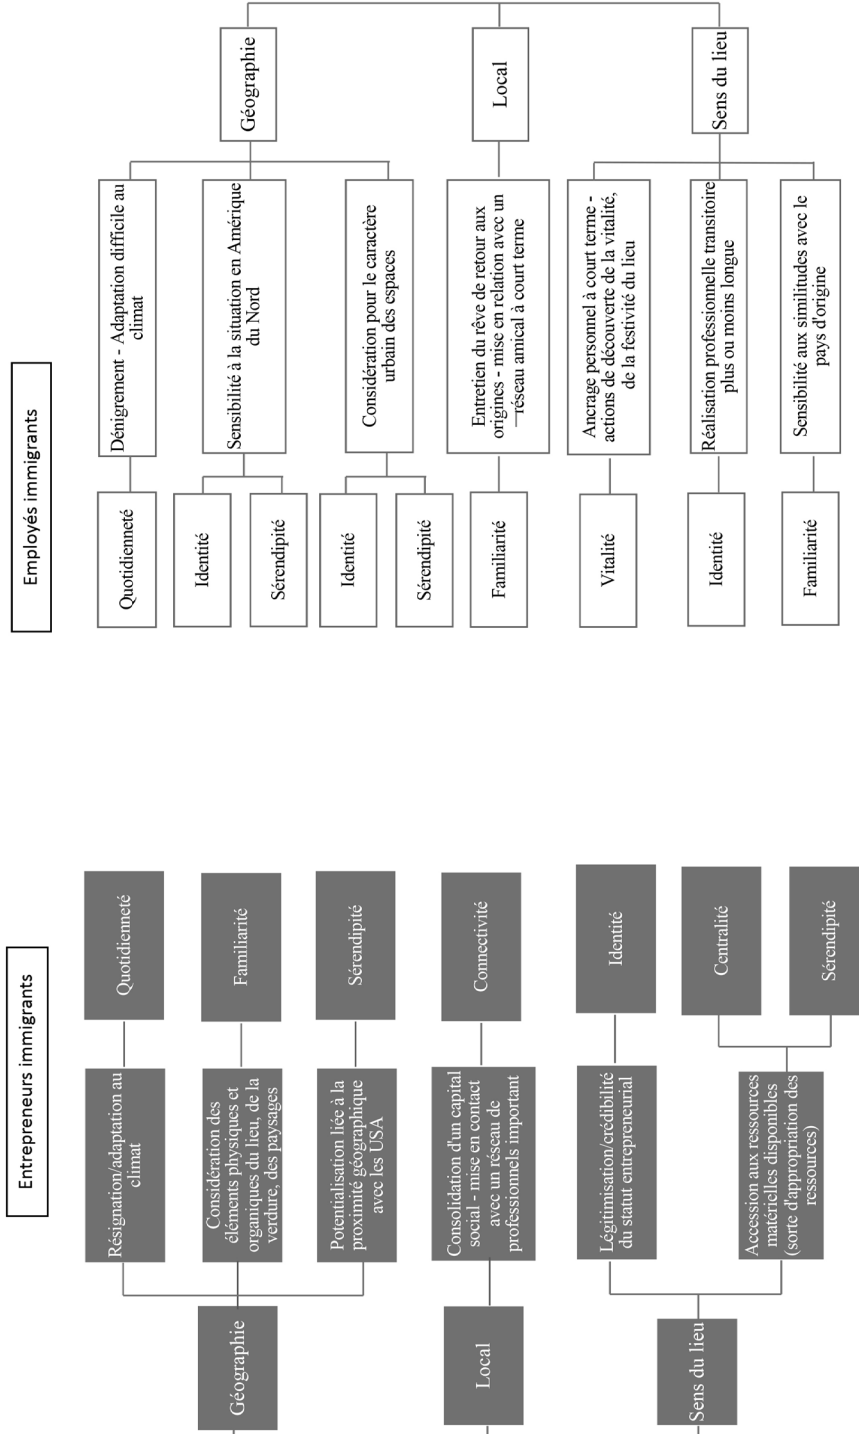 Entrepreneurs immigrants
Géographie
Résignation/adaptation au
climat
Quotidienneté
Considération des
éléments physiques et
organiques du lieu, de la
verdure, des paysages
Familiarité
Potentialisation liée à la
proximité géographique
avec les USA
Sérendipité
Local
Consolidation d'un capital
social - mise en contact
avec un réseau de
professionnels important
Connectivité
Sens du lieu
Légitimisation/crédibilité
du statut entrepreneurial
Identité
Accession aux ressources
matérielles disponibles
(sorte d'appropriation des
ressources)
Centralité
Sérendipité
Employés immigrants
Quotidienneté
Dénigrement - Adaptation difficile au
climat
Identité
Sérendipité
Sensibilité à la situation en Amérique
du Nord
Identité
Sérendipité
Considération pour le caractère
urbain des espaces
Géographie
Familiarité
Entretien du rêve de retour aux
origines - mise en relation avec un
réseau amical à court terme
Local
Vitalité
Ancrage personnel à court terme -
actions de découverte de la vitalité,
de la festivité du lieu
Identité
Réalisation professionnelle transitoire
plus ou moins longue
Familiarité
Sensibilité aux similitudes avec le
pays d'origine
Sens du lieu